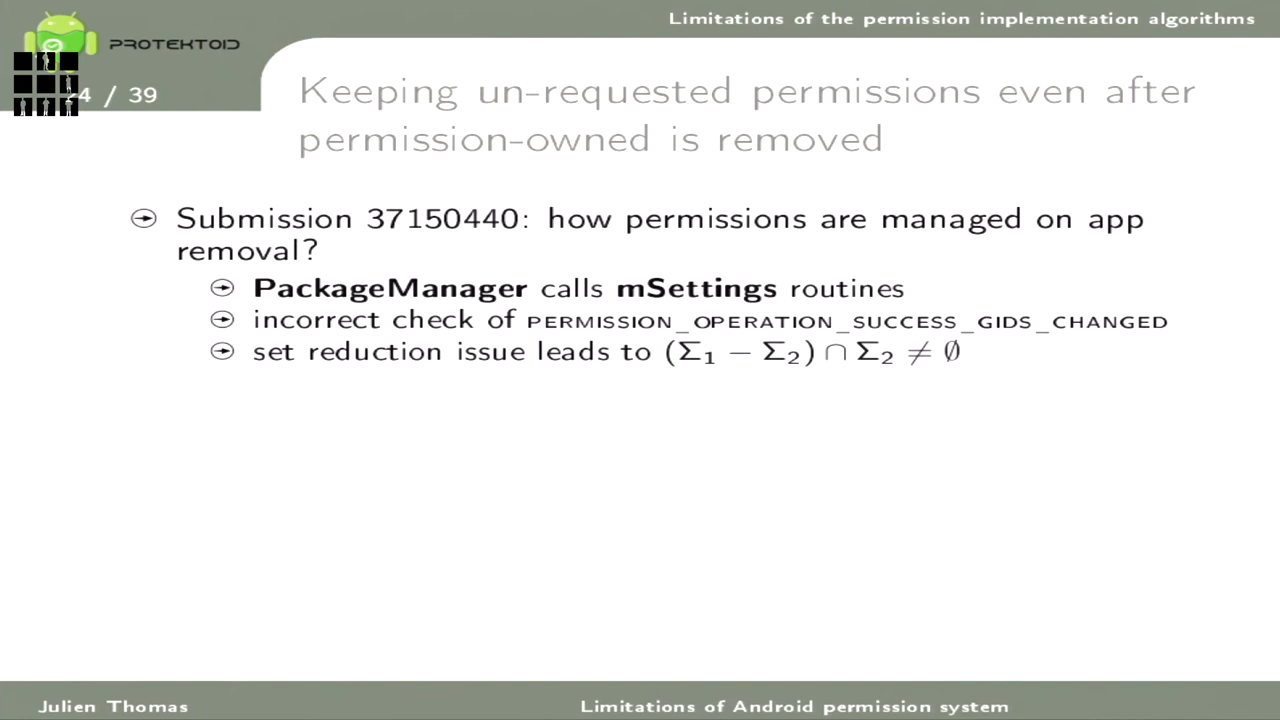 Limitations of the permission implementation algorithms
PROTEKTOID
4 / 39
Keeping un-requested permissions even after
permission-owned is removed
Submission 37150440: how permissions are managed on app
removal?
PackageManager calls mSettings routines
incorrect check of PERMISSION_OPERATION_SUCCESS_GIDS_CHANGED
set reduction issue leads to (Σ₁ − Σ₂) ∩ Σ₂ ≠ ∅
Julien Thomas
Limitations of Android permission system